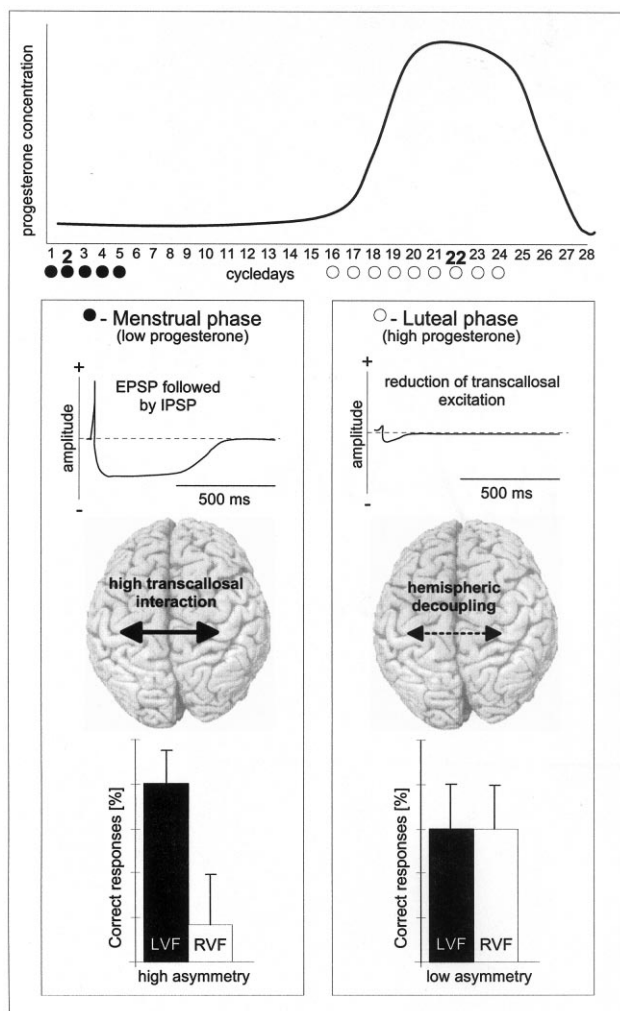 progesterone concentration
1 2 3 4 5 6 7 8 9 10 11 12 13 14 15 16 17 18 19 20 21 22 23 24 25 26 27 28
cycledays
- Menstrual phase
(low progesterone)
+
EPSP followed
by IPSP
amplitude
-
500 ms
high transcallosal
interaction
Correct responses [%]
LVF RVF
high asymmetry
- Luteal phase
(high progesterone)
+
reduction of transcallosal
excitation
amplitude
-
500 ms
hemispheric
decoupling
Correct responses [%]
LVF RVF
low asymmetry